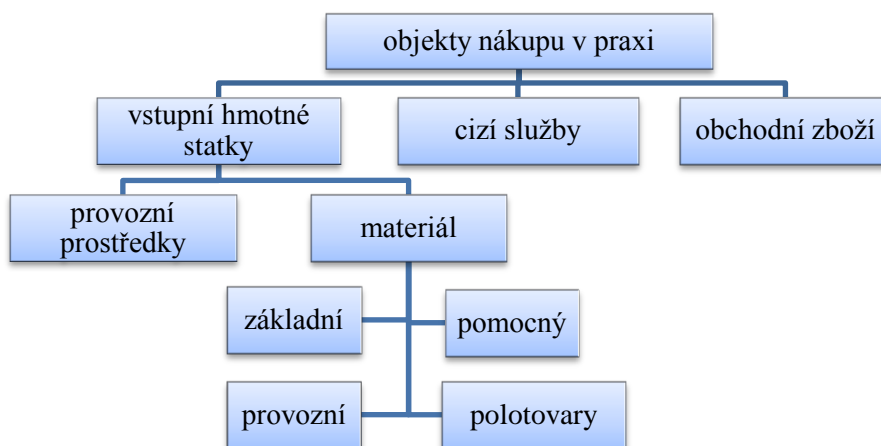 objekty nákupu v praxi
vstupní hmotné
statky
cizí služby
obchodní zboží
provozní
prostředky
materiál
základní
pomocný
provozní
polotovary